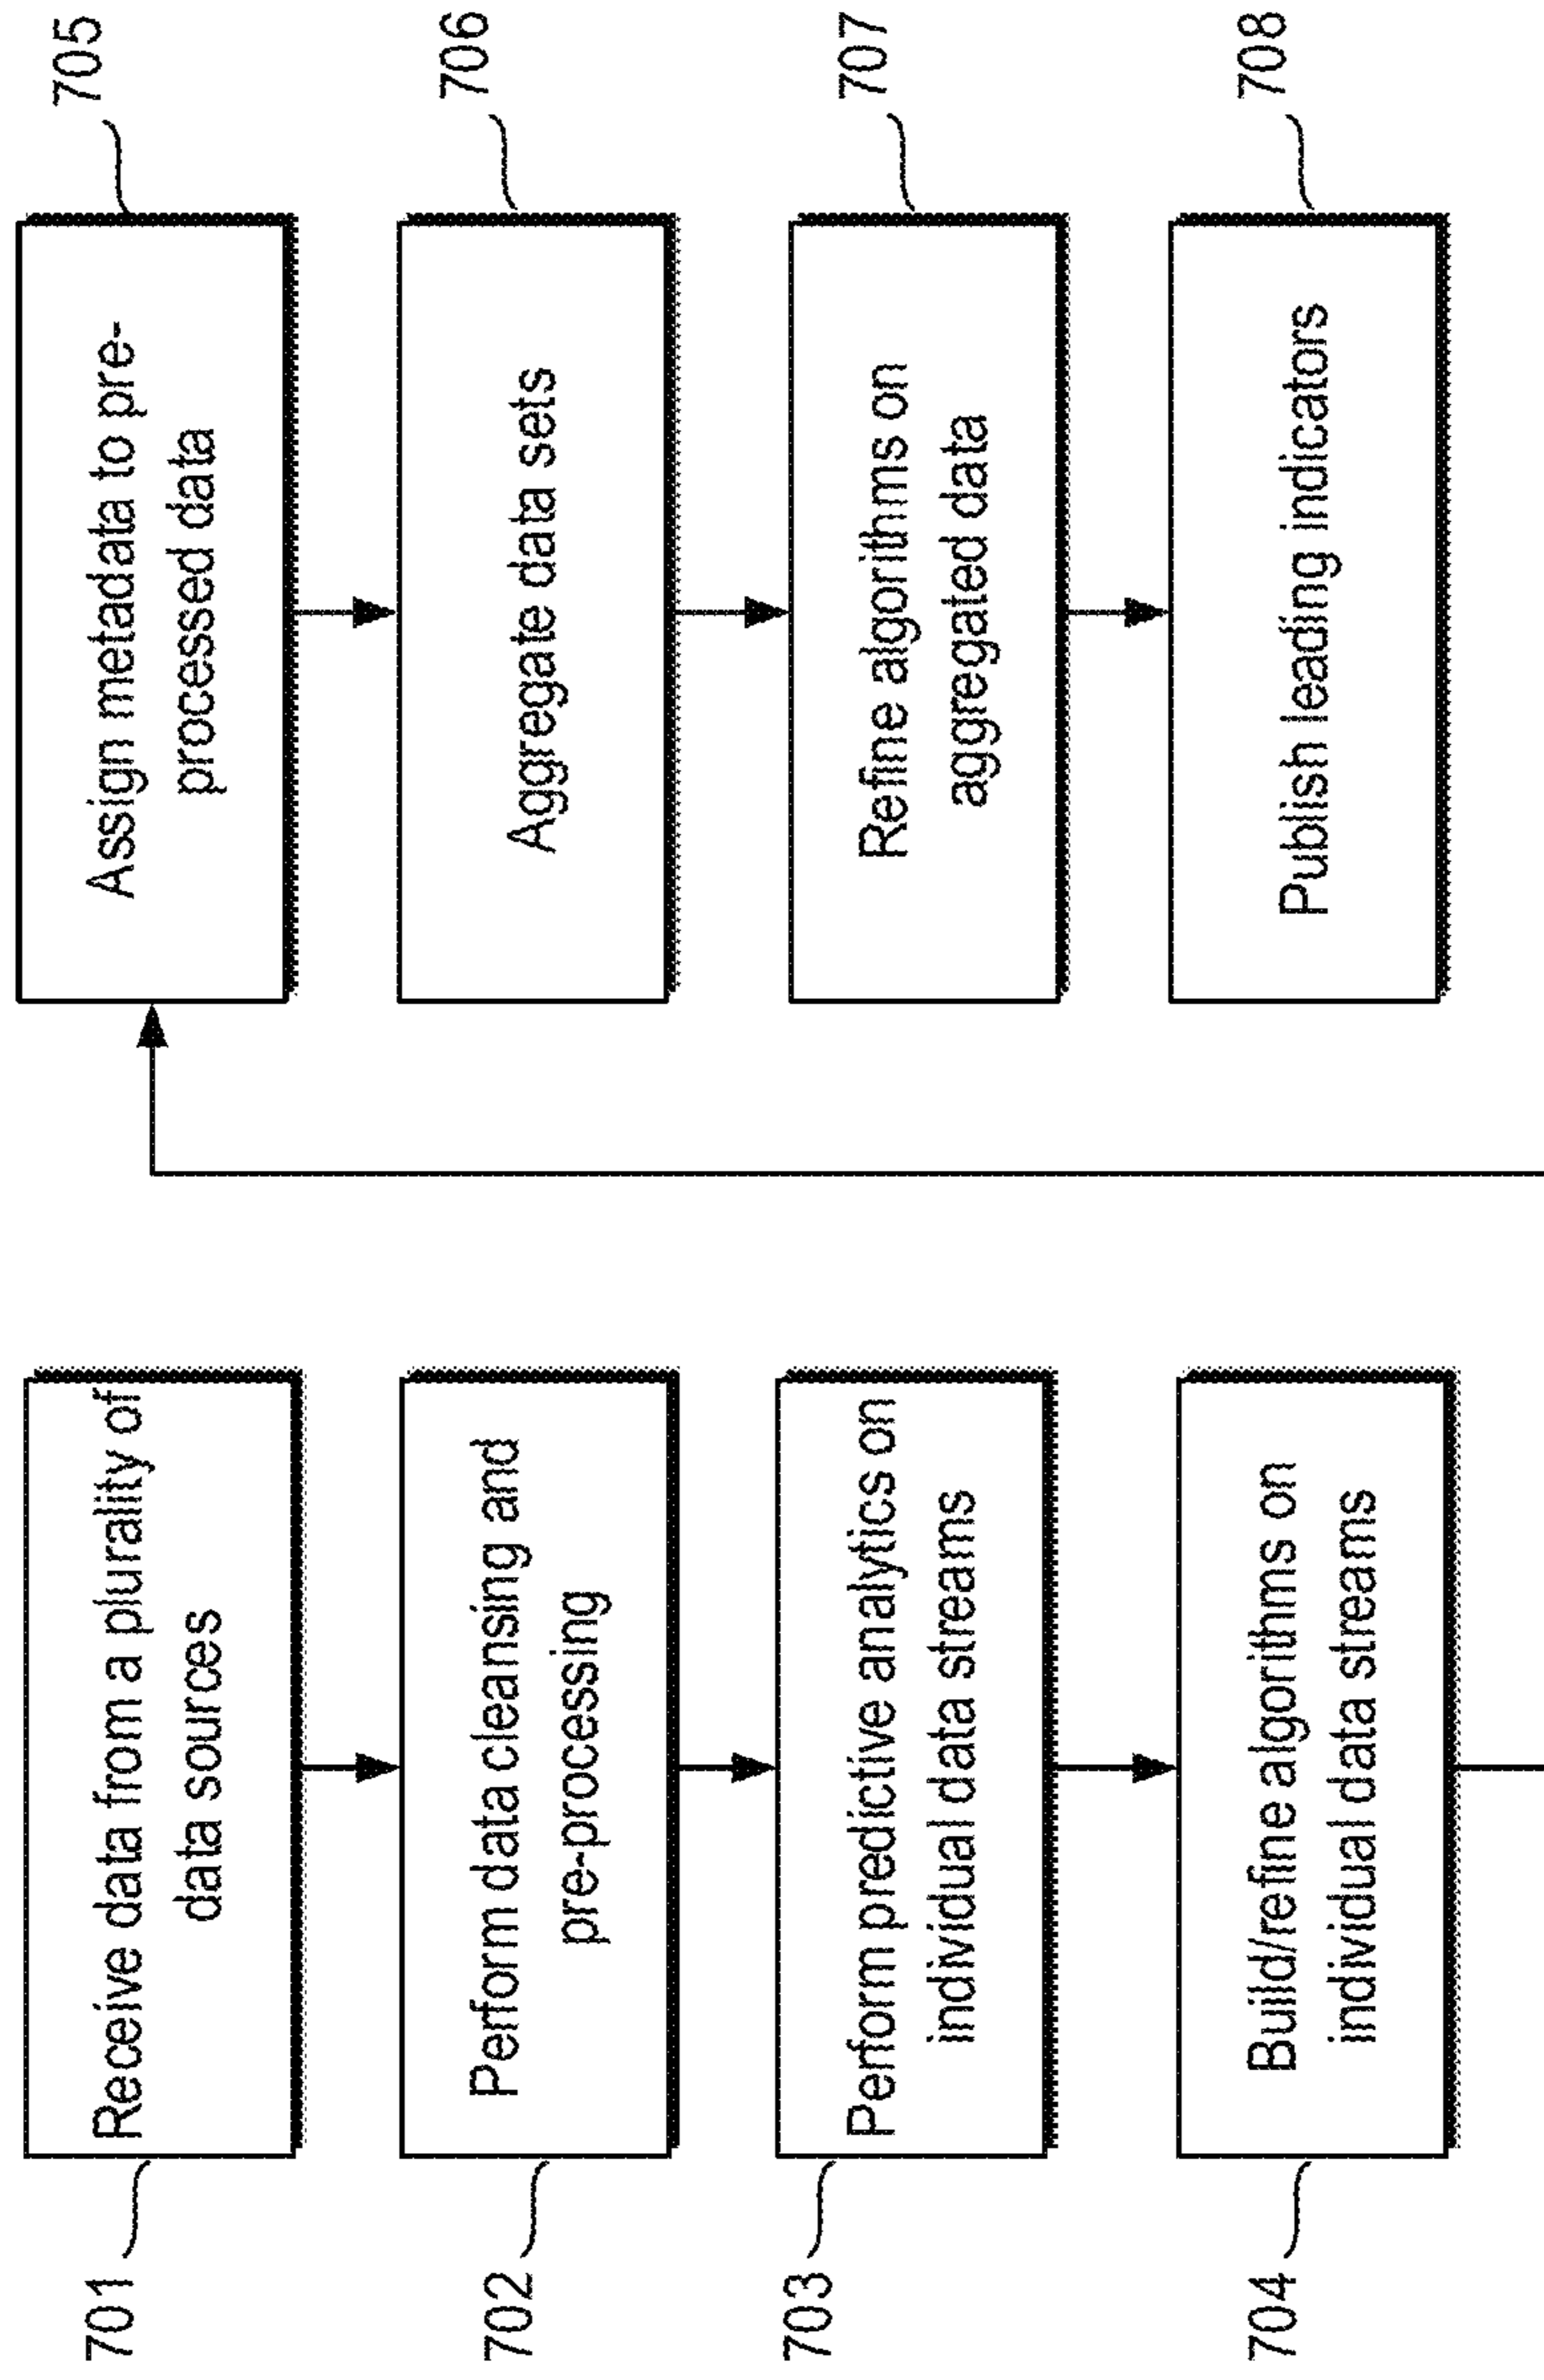 701
Receive data from a plurality of
data sources
702
Perform data cleansing and
pre-processing
703
Perform predictive analytics on
individual data streams
704
Build/refine algorithms on
individual data streams
705
Assign metadata to pre-
processed data
706
Aggregate data sets
707
Refine algorithms on
aggregated data
708
Publish leading indicators